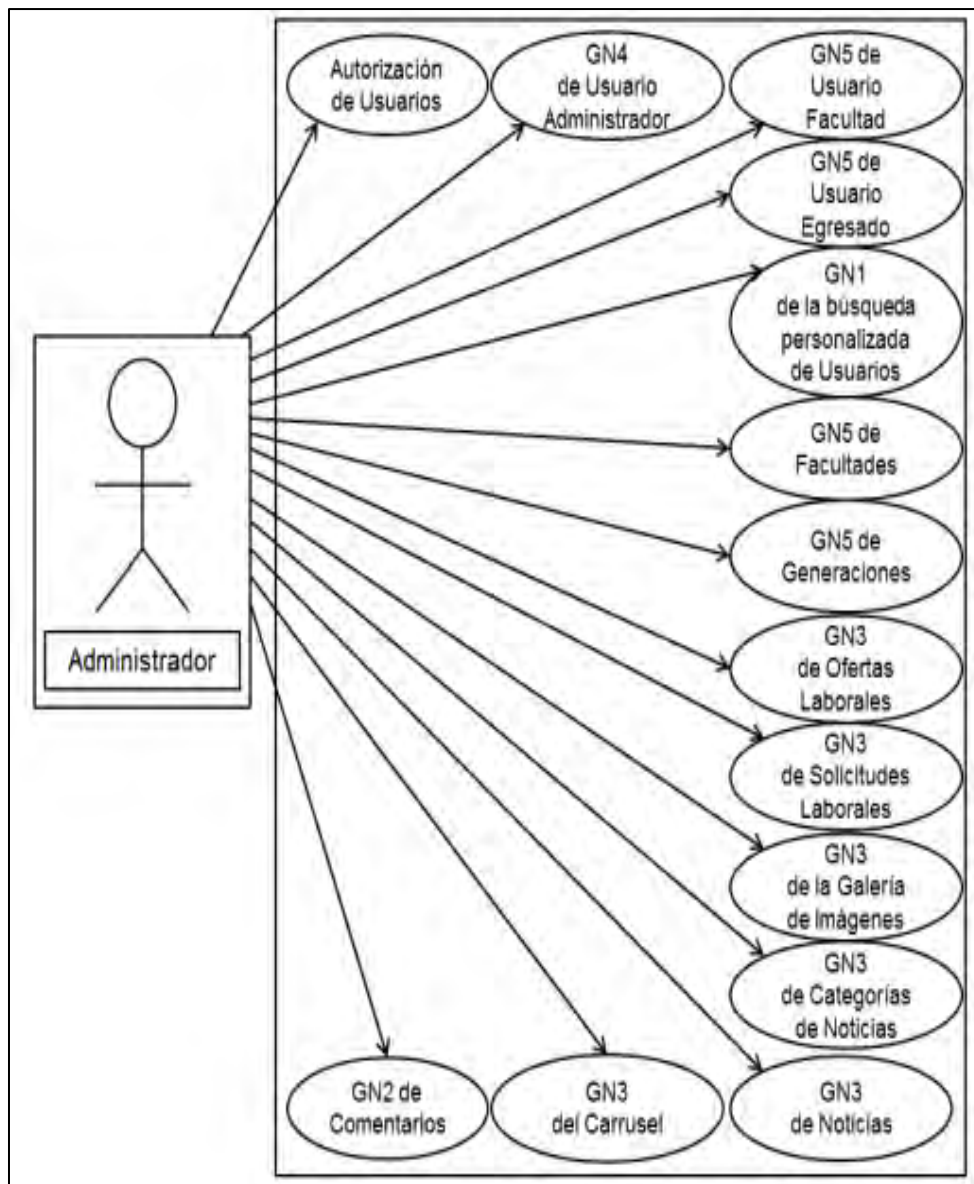 Autorización
de Usuarios
GN4
de Usuario
Administrador
GN5 de
Usuario
Facultad
GN5 de
Usuario
Egresado
GN1
de la búsqueda
personalizada
de Usuarios
GN5 de
Facultades
GN5 de
Generaciones
Administrador
GN3
de Ofertas
Laborales
GN3
de Solicitudes
Laborales
GN3
de la Galería
de Imágenes
GN3
de Categorías
de Noticias
GN2 de
Comentarios
GN3
del Carrusel
GN3
de Noticias